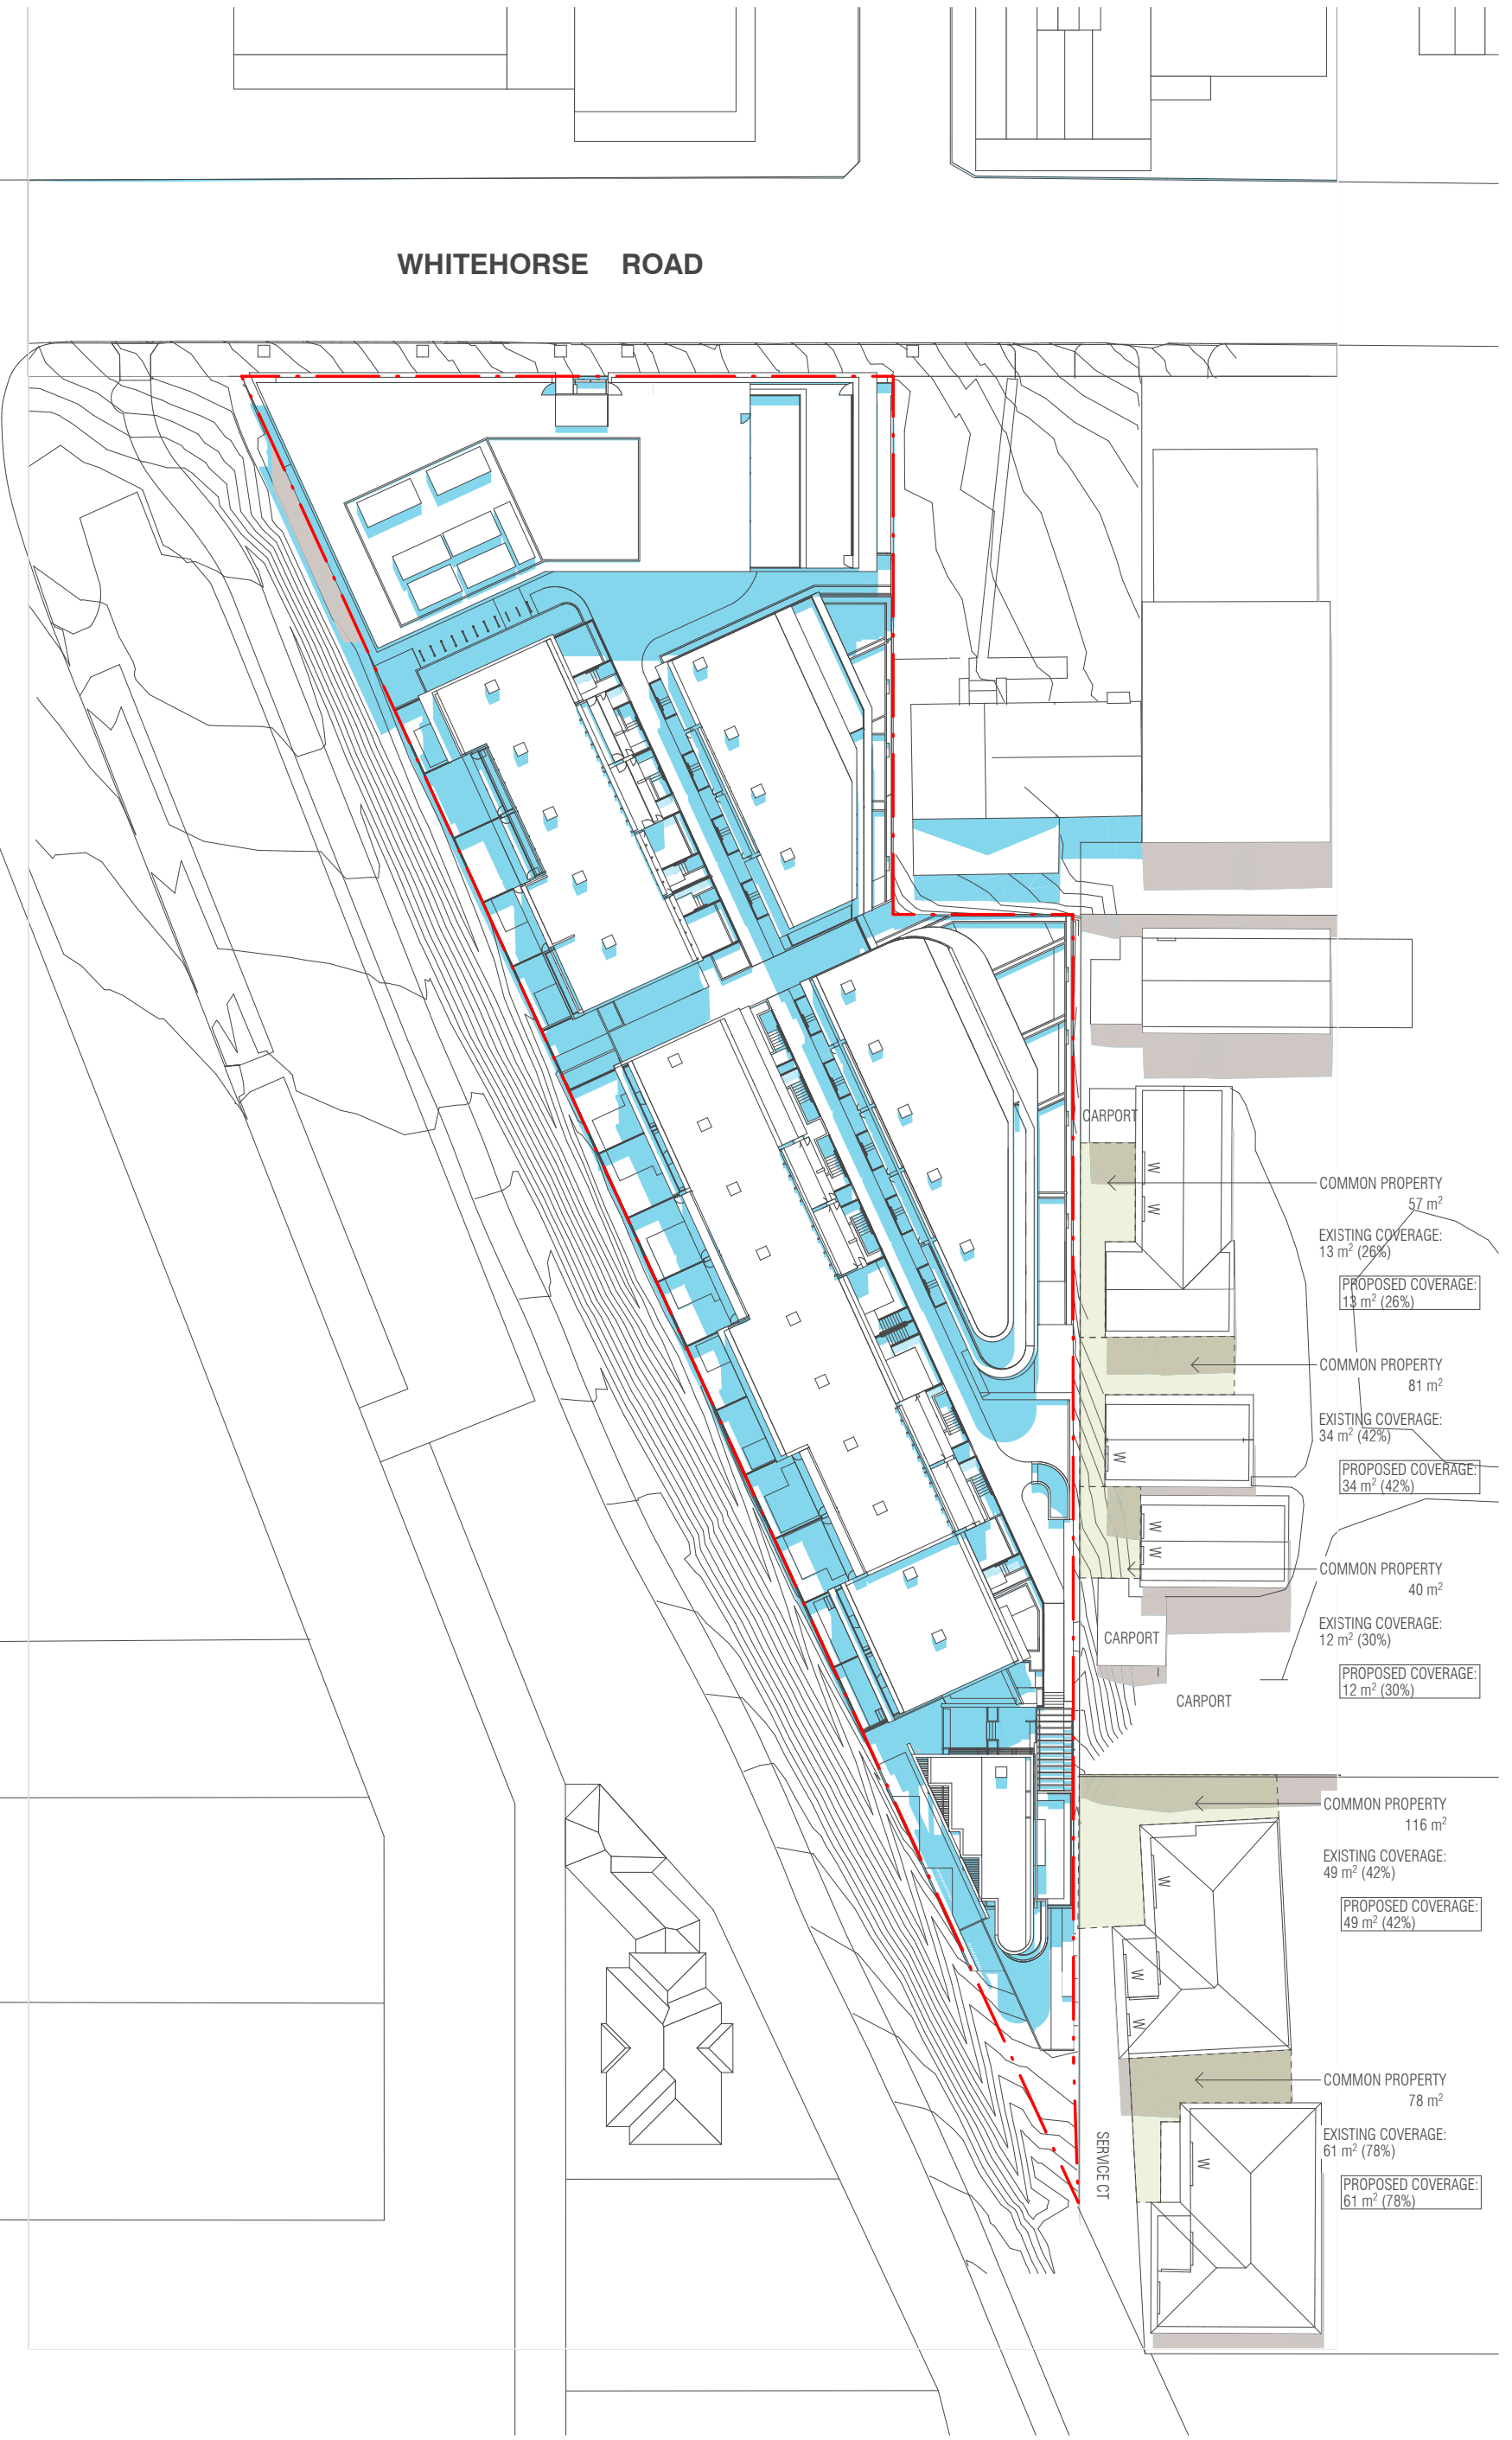 WHITEHORSE ROAD
CARPORT
W
W
COMMON PROPERTY
57 m²
EXISTING COVERAGE:
13 m² (26%)
PROPOSED COVERAGE:
13 m² (26%)
COMMON PROPERTY
81 m²
EXISTING COVERAGE:
34 m² (42%)
PROPOSED COVERAGE:
34 m² (42%)
W
W
W
COMMON PROPERTY
40 m²
EXISTING COVERAGE:
12 m² (30%)
CARPORT
PROPOSED COVERAGE:
12 m² (30%)
CARPORT
COMMON PROPERTY
116 m²
EXISTING COVERAGE:
49 m² (42%)
W
PROPOSED COVERAGE:
49 m² (42%)
W
W
COMMON PROPERTY
78 m²
SERVICE CT
EXISTING COVERAGE:
61 m² (78%)
W
PROPOSED COVERAGE:
61 m² (78%)